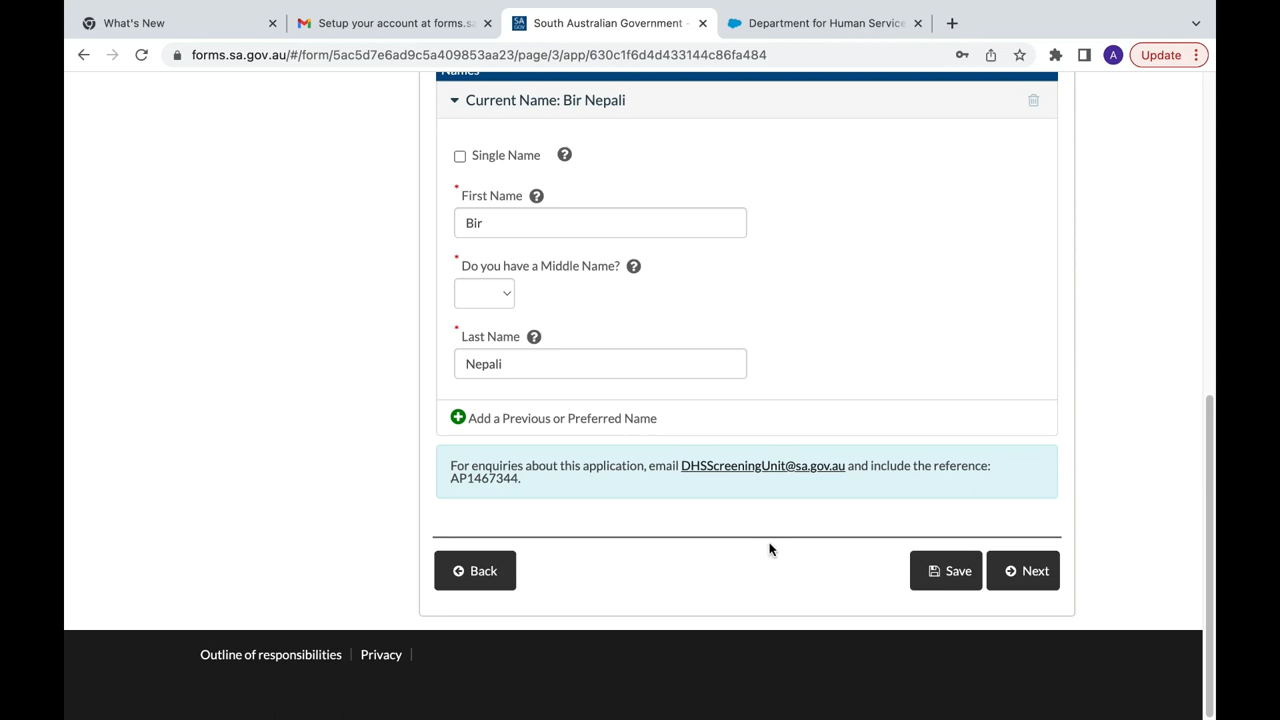 What's New
Setup your account at forms.sa
South Australian Government -
Department for Human Service
forms.sa.gov.au/#/form/5ac5d7e6ad9c5a409853aa23/page/3/app/630c1f6d4d433144c86fa484
A
Update
Names
Current Name: Bir Nepali
Single Name
* First Name
Bir
* Do you have a Middle Name?
* Last Name
Nepali
Add a Previous or Preferred Name
For enquiries about this application, email DHSScreeningUnit@sa.gov.au and include the reference:
AP1467344.
Back
Save
Next
Outline of responsibilities | Privacy |